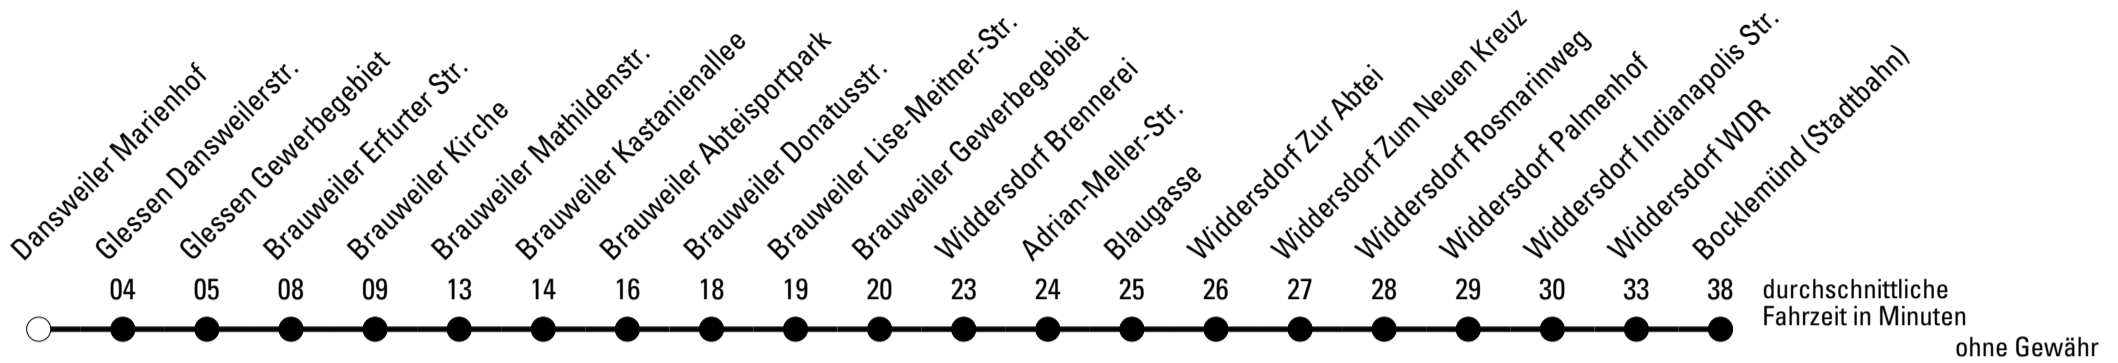 Dansweiler Marienhof
Glessen Dansweilerstr.
Glessen Gewerbegebiet
Brauweiler Erfurter Str.
Brauweiler Kirche
Brauweiler Mathildenstr.
Brauweiler Kastanienallee
Brauweiler Abteisportpark
Brauweiler Donatusstr.
Brauweiler Lise-Meitner-Str.
Brauweiler Gewerbegebiet
Widdersdorf Brennerei
Adrian-Meller-Str.
Blaugasse
Widdersdorf Zur Abtei
Widdersdorf Zum Neuen Kreuz
Widdersdorf Rosmarinweg
Widdersdorf Palmenhof
Widdersdorf Indianapolis Str.
Widdersdorf WDR
Bocklemünd (Stadtbahn)
04 05 08 09 13 14 16 18 19 20 23 24 25 26 27 28 29 30 33 38
durchschnittliche
Fahrzeit in Minuten
ohne Gewähr